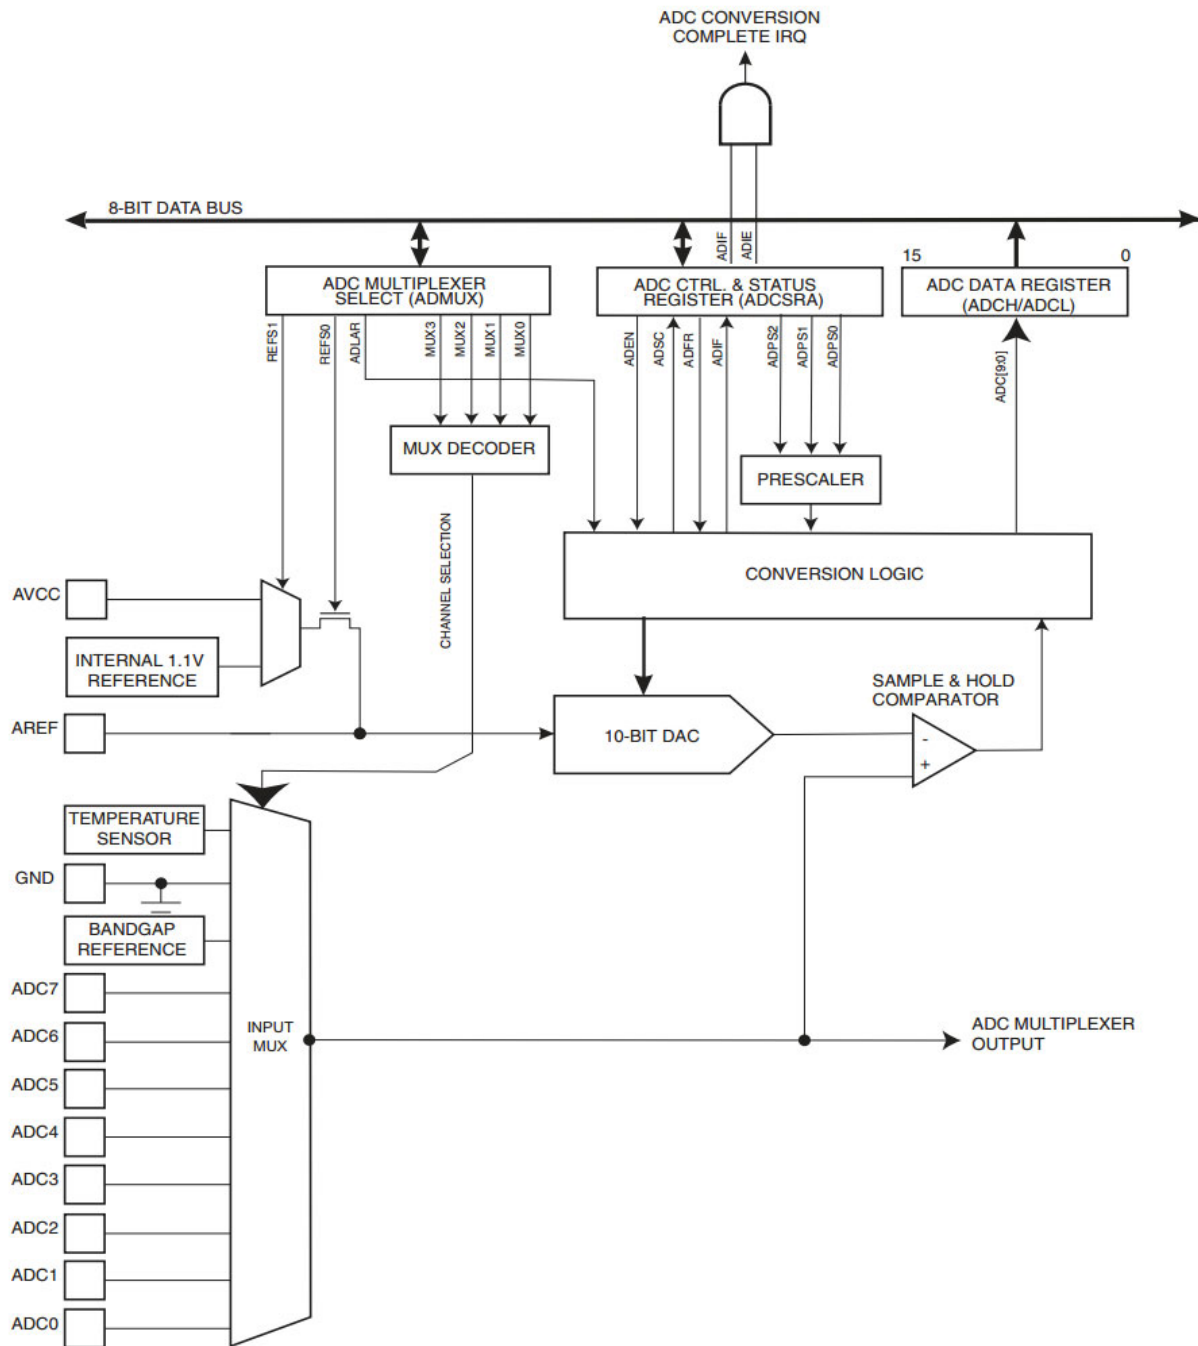 ADC CONVERSION
COMPLETE IRQ
8-BIT DATA BUS
ADIF
ADIE
15
0
ADC MULTIPLEXER
SELECT (ADMUX)
ADC CTRL. & STATUS
REGISTER (ADCSRA)
ADC DATA REGISTER
(ADCH/ADCL)
REFS1
REFS0
ADLAR
MUX3
MUX2
MUX1
MUX0
ADEN
ADSC
ADFR
ADIF
ADPS2
ADPS1
ADPS0
ADC[9:0]
MUX DECODER
PRESCALER
CHANNEL SELECTION
CONVERSION LOGIC
AVCC
INTERNAL 1.1V
REFERENCE
SAMPLE & HOLD
COMPARATOR
AREF
10-BIT DAC
-
+
TEMPERATURE
SENSOR
GND
BANDGAP
REFERENCE
ADC7
ADC6
ADC5
ADC4
ADC3
ADC2
ADC1
ADC0
INPUT
MUX
ADC MULTIPLEXER
OUTPUT